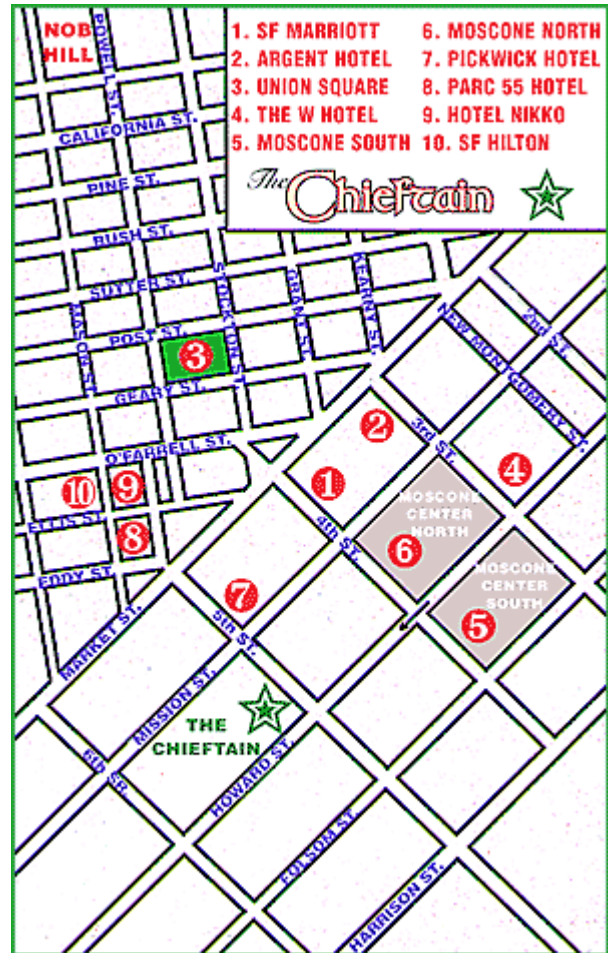 NOB
HILL
1. SF MARRIOTT
2. ARGENT HOTEL
3. UNION SQUARE
4. THE W HOTEL
5. MOSCONE SOUTH
6. MOSCONE NORTH
7. PICKWICK HOTEL
8. PARC 55 HOTEL
9. HOTEL NIKKO
10. SF HILTON
The Chieftain
POWELL ST.
CALIFORNIA ST.
PINE ST.
BUSH ST.
SUTTER ST.
STOCKTON ST.
GRANT ST.
KEARNY ST.
MASON ST.
POST ST.
3
GEARY ST.
2nd ST.
NEW MONTGOMERY ST.
O'FARRELL ST.
2
3rd ST.
4
10
9
1
MOSCONE
CENTER
NORTH
6
ELLIS ST.
8
4th ST.
MOSCONE
CENTER
SOUTH
5
EDDY ST.
7
MARKET ST.
5th ST.
MISSION ST.
THE
CHIEFTAIN
HOWARD ST.
6th SR
FOLSOM ST.
HARRISON ST.